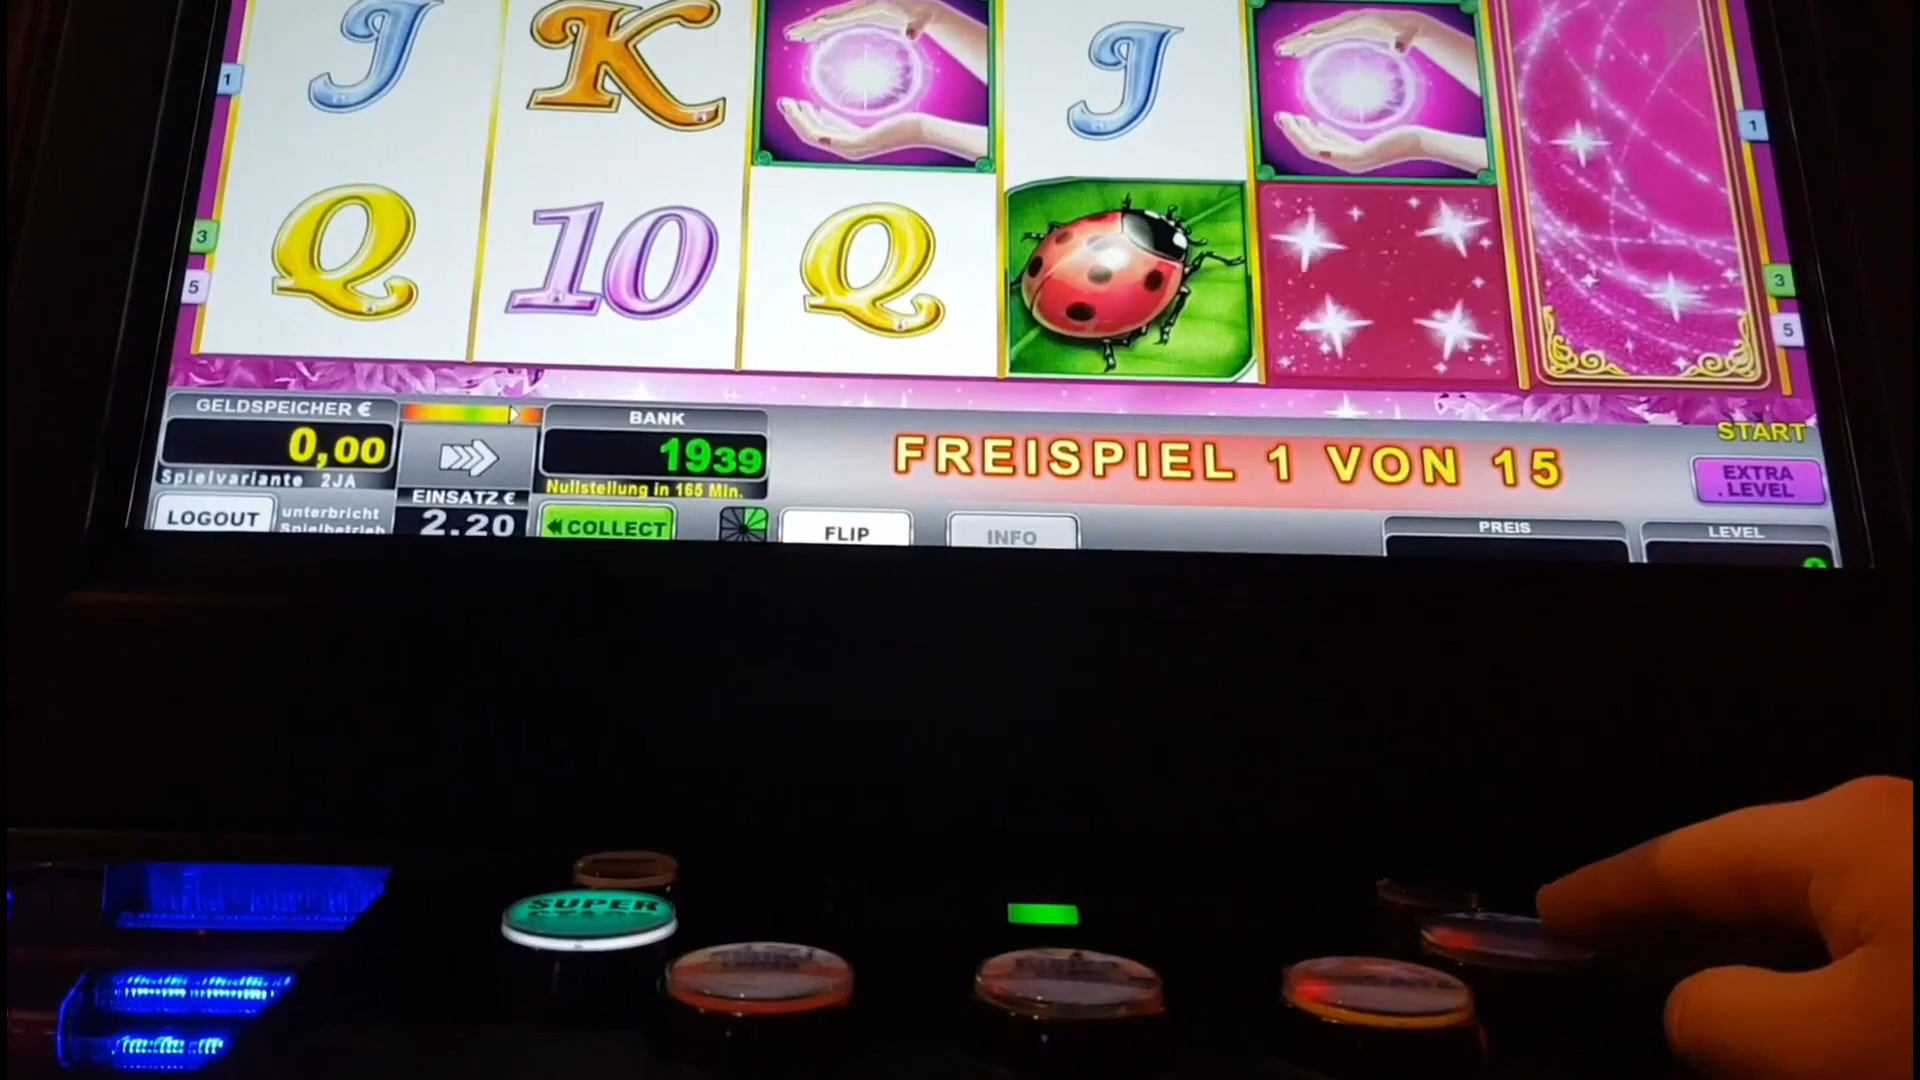 J K J
1
1
Q 10 Q
3
5
3
5
GELDSPEICHER €
0,00
Spielvariante 2JA
LOGOUT
unterbricht
Spielbetrieb
EINSATZ €
2.20
BANK
1939
Nullstellung in 165 Min.
COLLECT
FLIP
INFO
FREISPIEL 1 VON 15
START
EXTRA
LEVEL
PREIS
LEVEL
SUPER